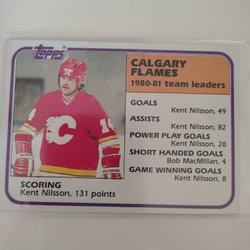 topps
CALGARY
FLAMES
1980-81 team leaders
GOALS
Kent Nilsson, 49
ASSISTS
Kent Nilsson, 82
POWER PLAY GOALS
Kent Nilsson, 20
SHORT HANDED GOALS
Bob MacMillan, 4
GAME WINNING GOALS
Kent Nilsson, 8
SCORING
Kent Nilsson, 131 points
14